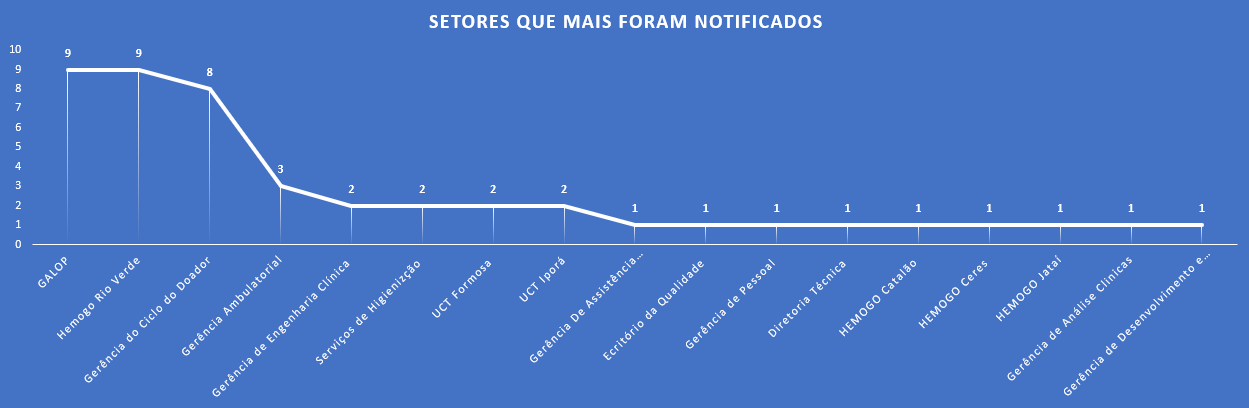 SETORES QUE MAIS FORAM NOTIFICADOS
10
9
8
7
6
5
4
3
2
1
0
9
9
8
3
2
2
2
2
1
1
1
1
1
1
1
1
1
GALOP
Hemogo Rio Verde
Gerência do Ciclo do Doador
Gerência Ambulatorial
Gerência de Engenharia Clínica
Serviços de Higienizção
UCT Formosa
UCT Iporá
Gerência De Assistência...
Ecritório da Qualidade
Gerência de Pessoal
Diretoria Técnica
HEMOGO Catalão
HEMOGO Ceres
HEMOGO Jataí
Gerência de Análise Clinicas
Gerência de Desenvolvimento e...